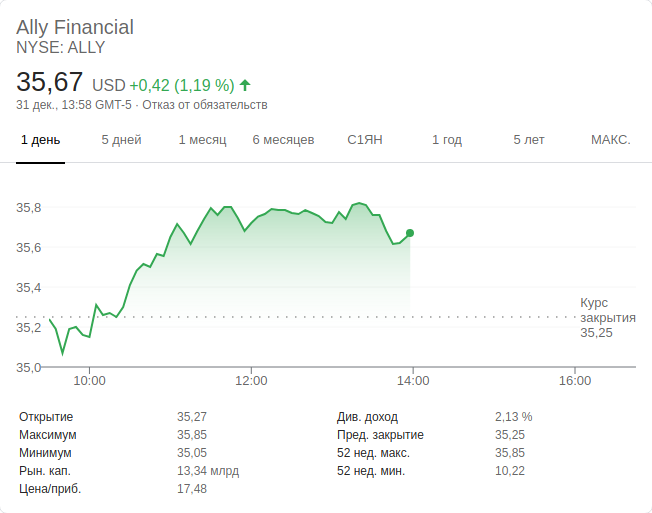 Ally Financial
NYSE: ALLY
35,67 USD +0,42 (1,19 %)
31 дек., 13:58 GMT-5 · Отказ от обязательств
1 день 5 дней 1 месяц 6 месяцев С1ЯН 1 год 5 лет МАКС.
35,8
35,6
35,4
35,2
35,0
Курс
закрытия
35,25
10:00 12:00 14:00 16:00
Открытие 35,27 Див. доход 2,13 %
Максимум 35,85 Пред. закрытие 35,25
Минимум 35,05 52 нед. макс. 35,85
Рын. кап. 13,34 млрд 52 нед. мин. 10,22
Цена/приб. 17,48